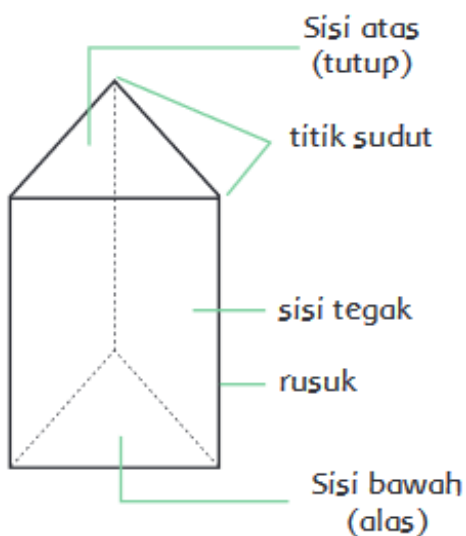 Sisi atas
(tutup)
titik sudut
sisi tegak
rusuk
Sisi bawah
(alas)